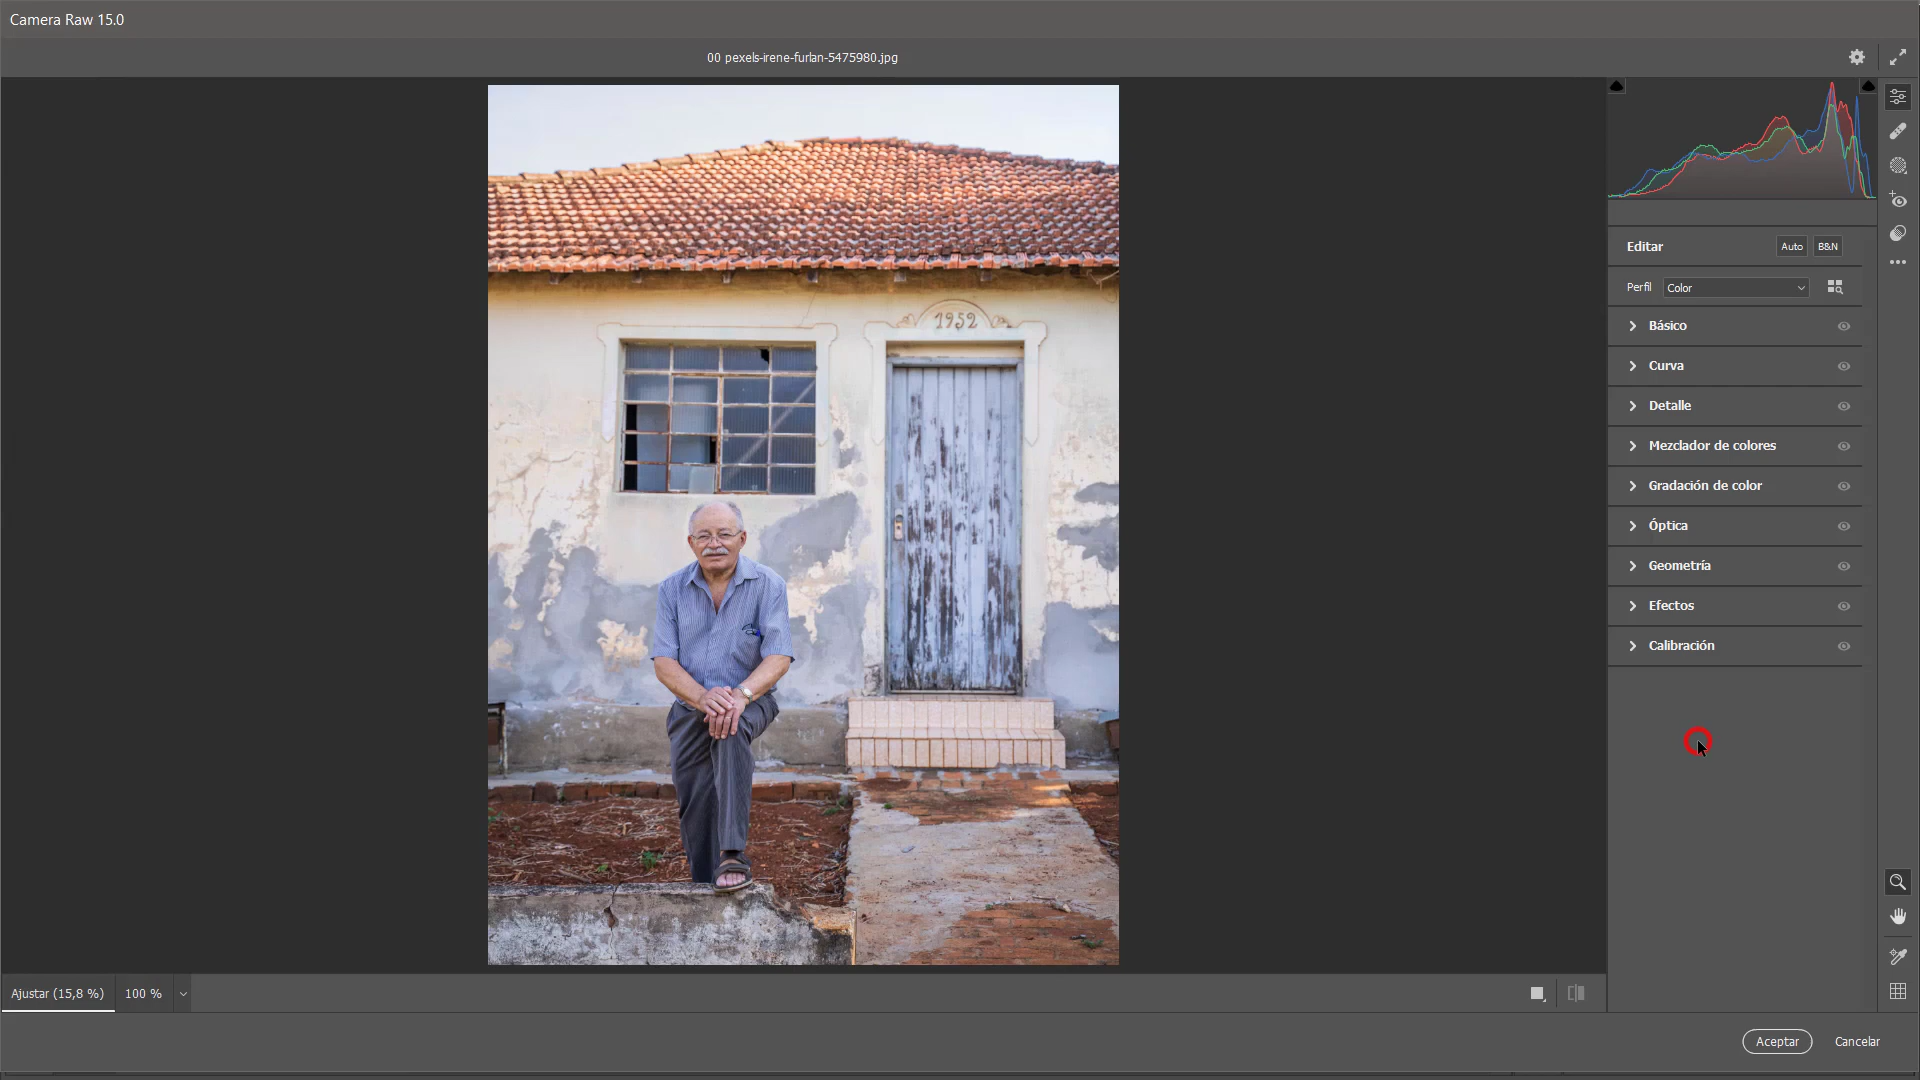 Camera Raw 15.0
00 pexels-irene-furlan-5475980.jpg
Editar
Auto
B&N
Perfil
Color
Básico
Curva
Detalle
Mezclador de colores
Gradación de color
Óptica
Geometría
Efectos
Calibración
1952
Ajustar (15,8 %)
100 %
Aceptar
Cancelar